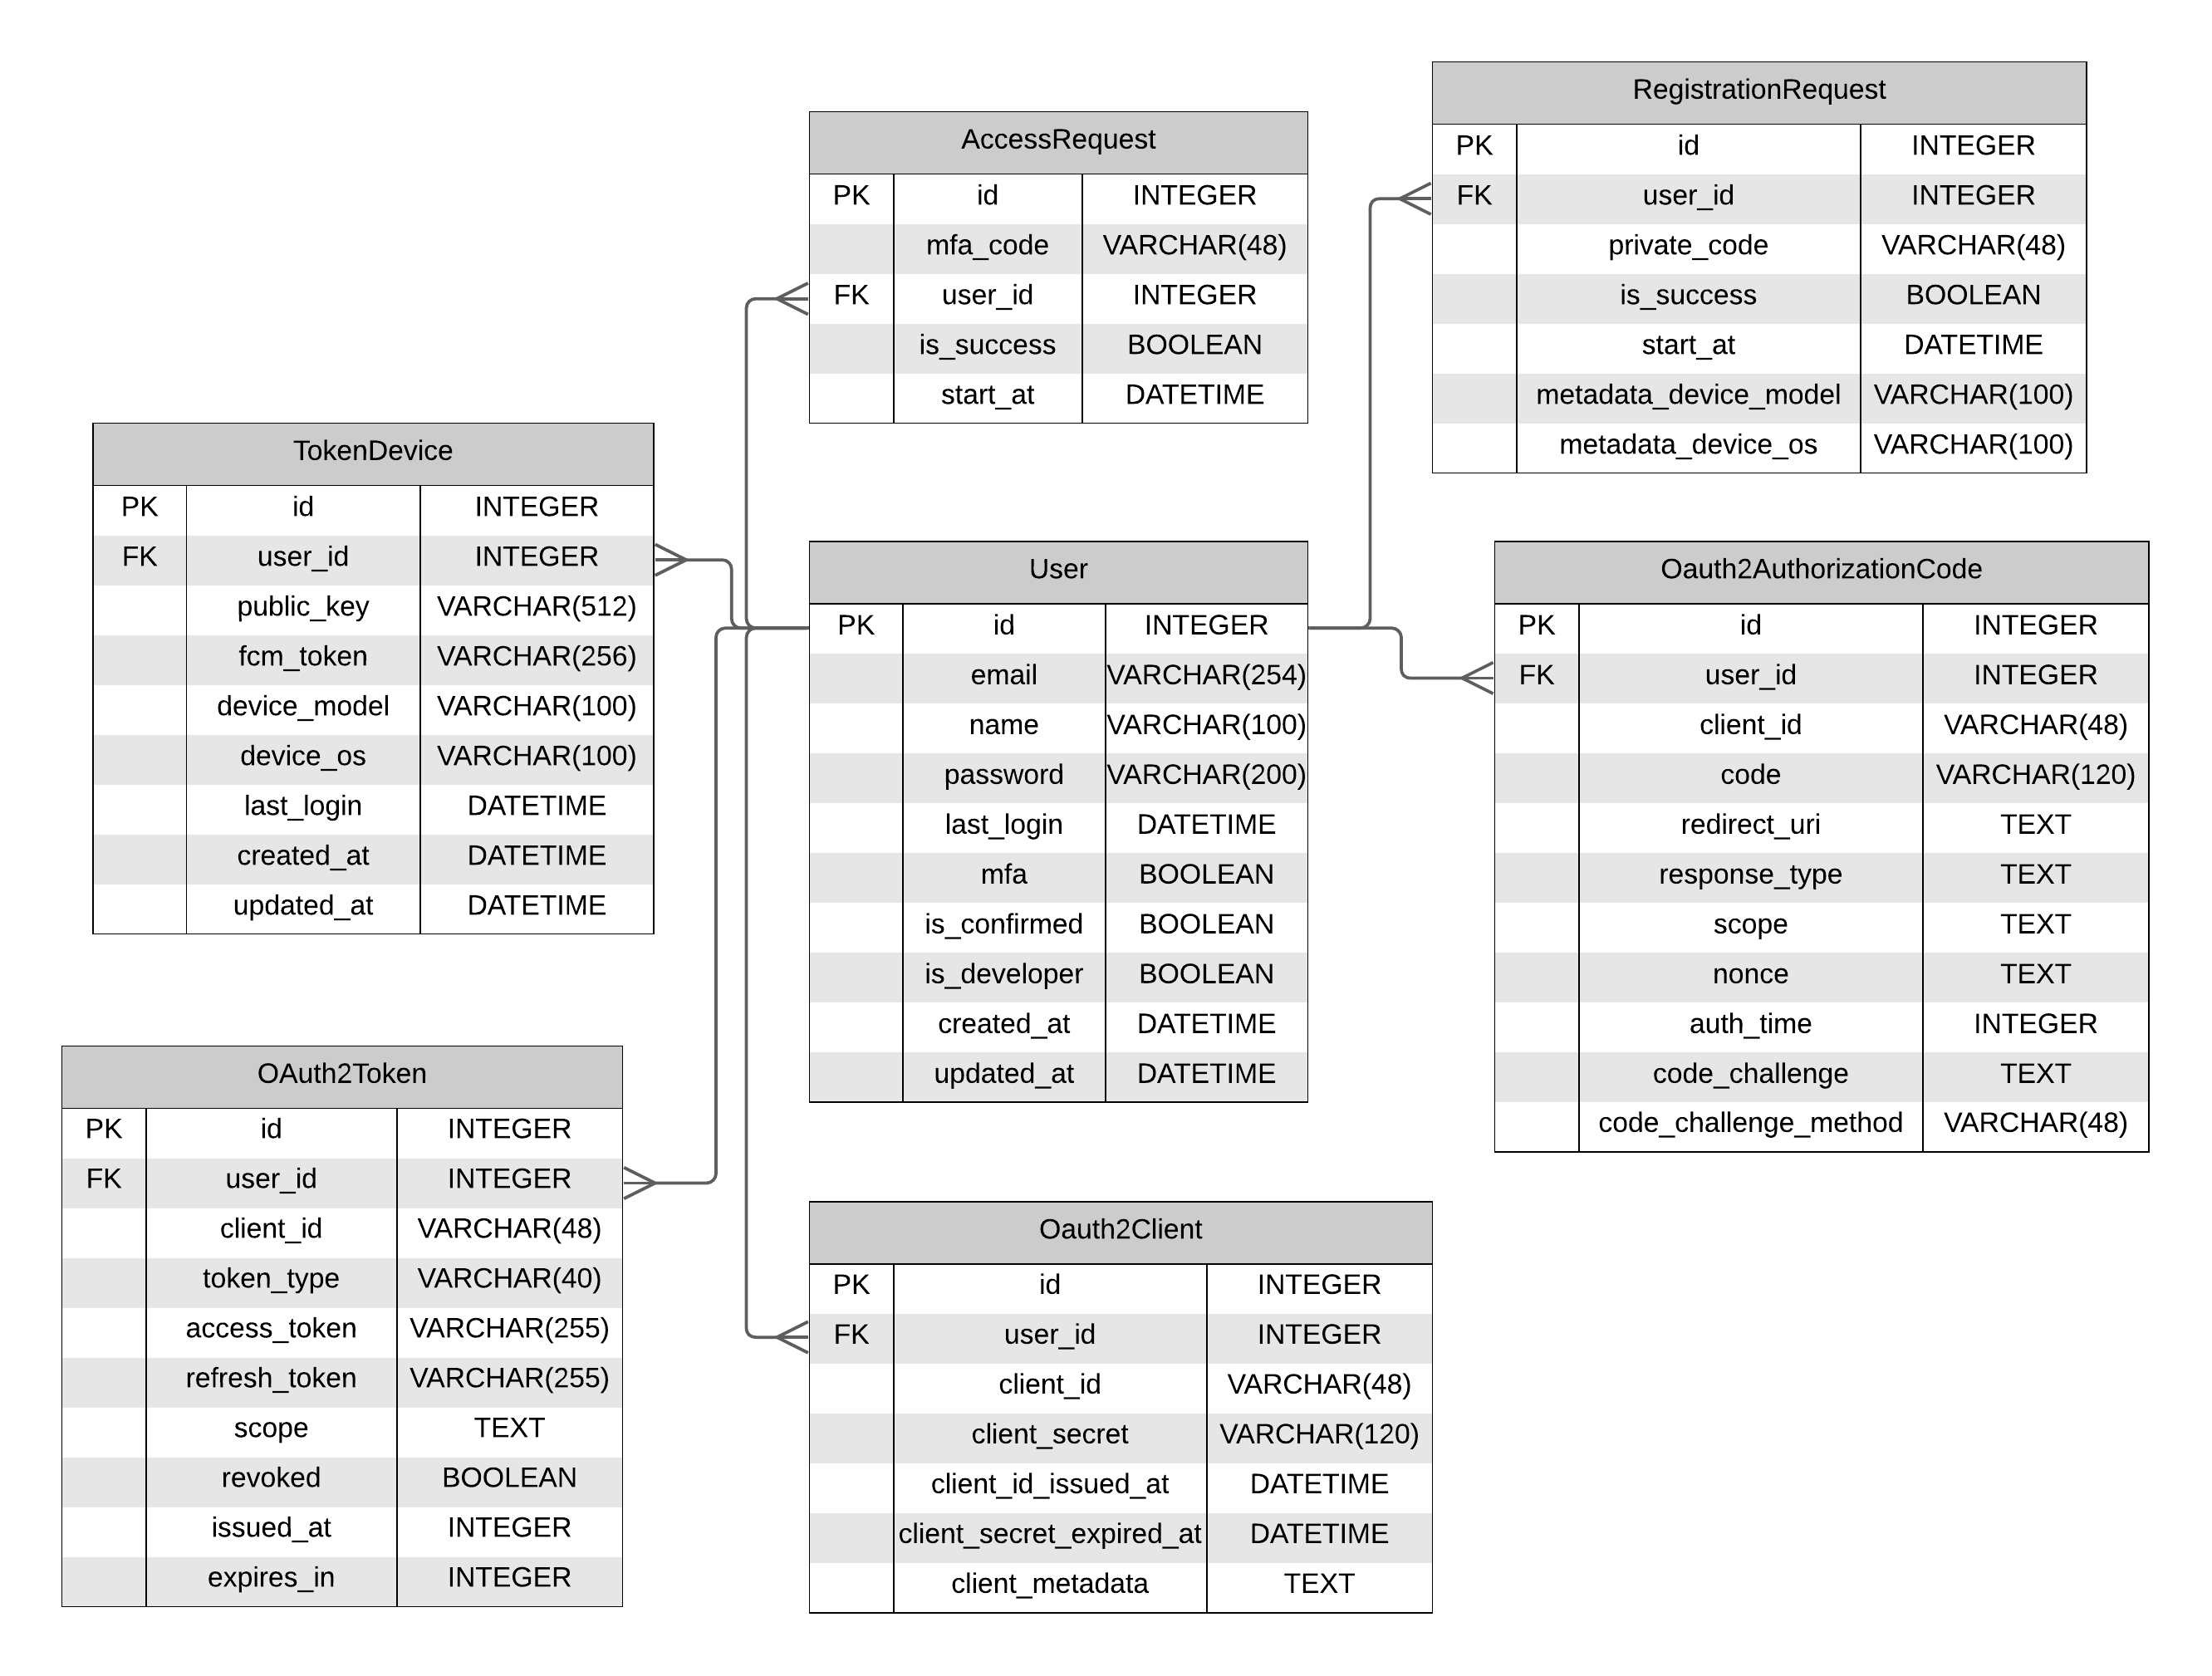 AccessRequest
PK id INTEGER
mfa_code VARCHAR(48)
FK user_id INTEGER
is_success BOOLEAN
start_at DATETIME
RegistrationRequest
PK id INTEGER
FK user_id INTEGER
private_code VARCHAR(48)
is_success BOOLEAN
start_at DATETIME
metadata_device_model VARCHAR(100)
metadata_device_os VARCHAR(100)
TokenDevice
PK id INTEGER
FK user_id INTEGER
public_key VARCHAR(512)
fcm_token VARCHAR(256)
device_model VARCHAR(100)
device_os VARCHAR(100)
last_login DATETIME
created_at DATETIME
updated_at DATETIME
User
PK id INTEGER
email VARCHAR(254)
name VARCHAR(100)
password VARCHAR(200)
last_login DATETIME
mfa BOOLEAN
is_confirmed BOOLEAN
is_developer BOOLEAN
created_at DATETIME
updated_at DATETIME
Oauth2AuthorizationCode
PK id INTEGER
FK user_id INTEGER
client_id VARCHAR(48)
code VARCHAR(120)
redirect_uri TEXT
response_type TEXT
scope TEXT
nonce TEXT
auth_time INTEGER
code_challenge TEXT
code_challenge_method VARCHAR(48)
OAuth2Token
PK id INTEGER
FK user_id INTEGER
client_id VARCHAR(48)
token_type VARCHAR(40)
access_token VARCHAR(255)
refresh_token VARCHAR(255)
scope TEXT
revoked BOOLEAN
issued_at INTEGER
expires_in INTEGER
Oauth2Client
PK id INTEGER
FK user_id INTEGER
client_id VARCHAR(48)
client_secret VARCHAR(120)
client_id_issued_at DATETIME
client_secret_expired_at DATETIME
client_metadata TEXT